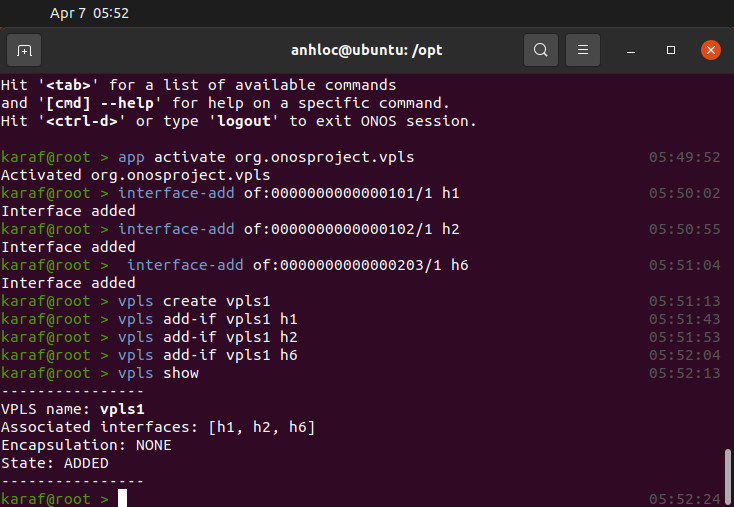 Apr 7 05:52
anhloc@ubuntu: /opt
Hit '<tab>' for a list of available commands
and '[cmd] --help' for help on a specific command.
Hit '<ctrl-d>' or type 'logout' to exit ONOS session.
karaf@root > app activate org.onosproject.vpls 05:49:52
Activated org.onosproject.vpls
karaf@root > interface-add of:0000000000000101/1 h1 05:50:02
Interface added
karaf@root > interface-add of:0000000000000102/1 h2 05:50:55
Interface added
karaf@root >  interface-add of:0000000000000203/1 h6 05:51:04
Interface added
karaf@root > vpls create vpls1 05:51:13
karaf@root > vpls add-if vpls1 h1 05:51:43
karaf@root > vpls add-if vpls1 h2 05:51:53
karaf@root > vpls add-if vpls1 h6 05:52:04
karaf@root > vpls show 05:52:13
----------------
VPLS name: vpls1
Associated interfaces: [h1, h2, h6]
Encapsulation: NONE
State: ADDED
----------------
karaf@root > 05:52:24